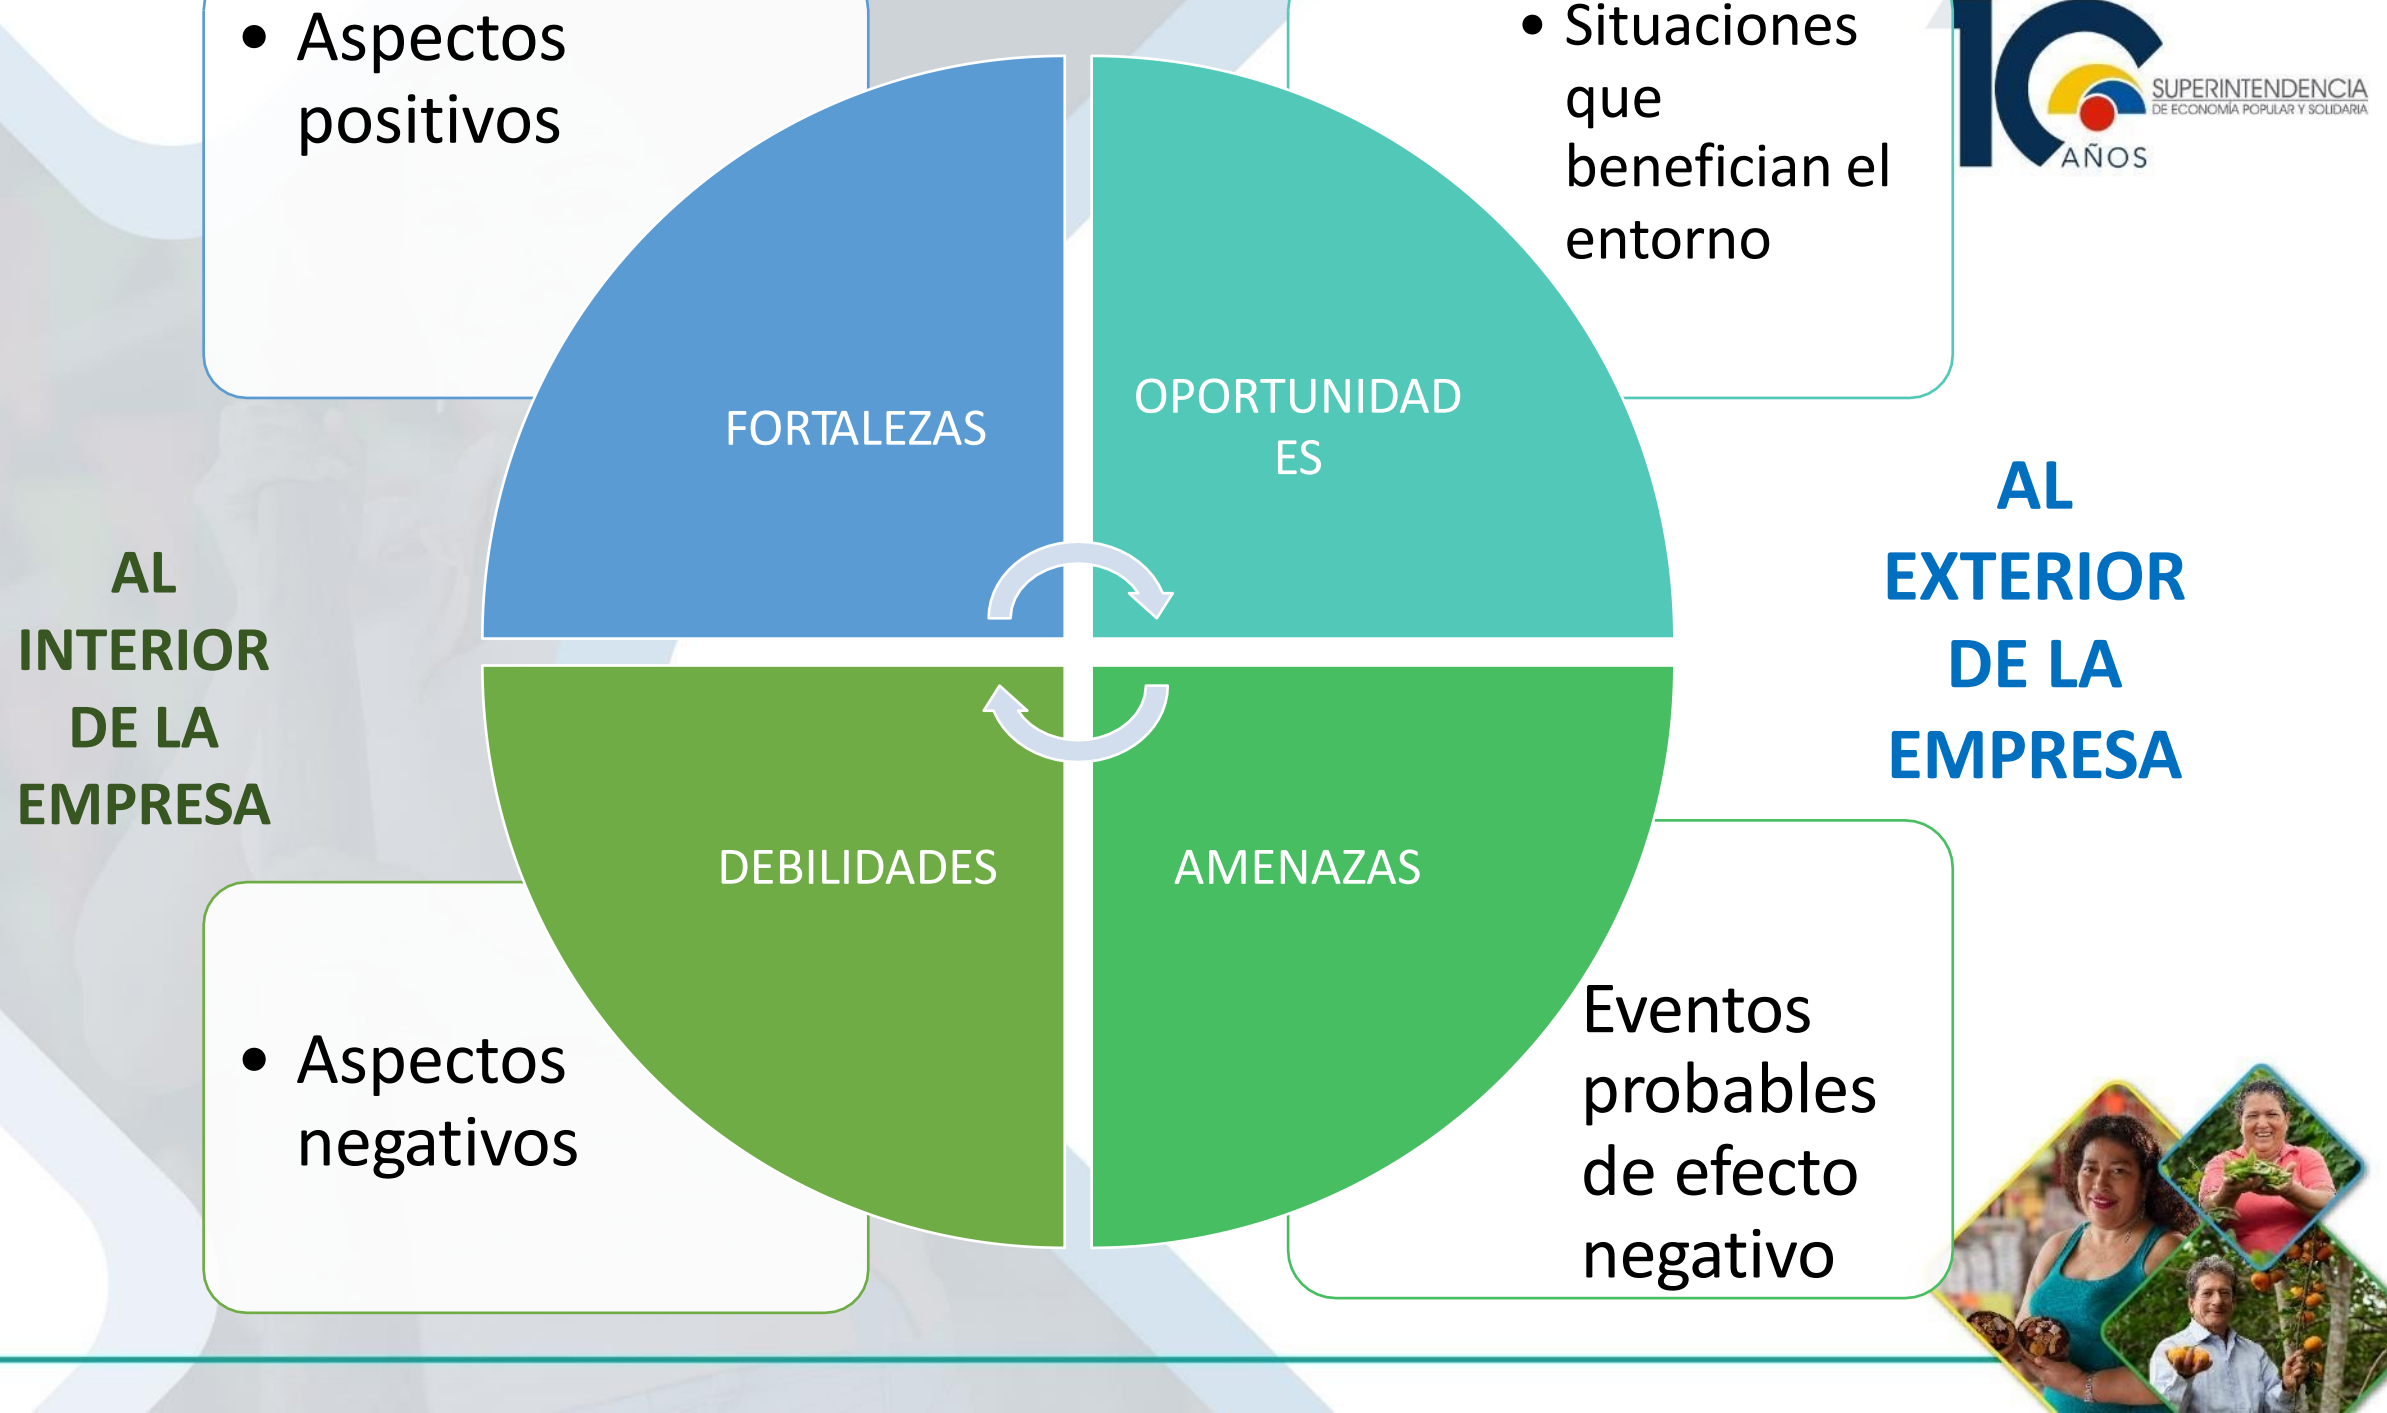 • Aspectos
positivos
• Situaciones
que
benefician el
entorno
10
SUPERINTENDENCIA
DE ECONOMÍA POPULAR Y SOLIDARIA
AÑOS
FORTALEZAS
OPORTUNIDAD
ES
AL
INTERIOR
DE LA
EMPRESA
AL
EXTERIOR
DE LA
EMPRESA
DEBILIDADES
AMENAZAS
• Aspectos
negativos
Eventos
probables
de efecto
negativo